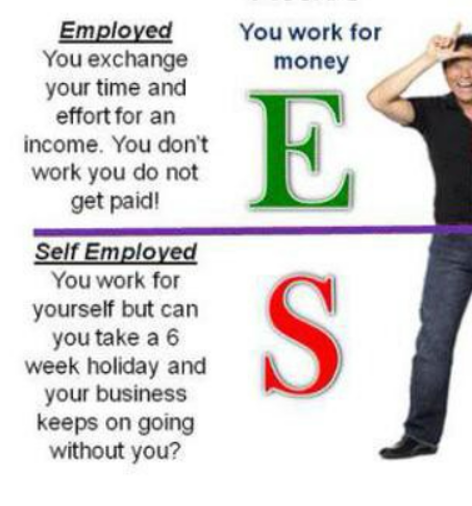 Employed
You exchange
your time and
effort for an
income. You don't
work you do not
get paid!
You work for
money
E
Self Employed
You work for
yourself but can
you take a 6
week holiday and
your business
keeps on going
without you?
S